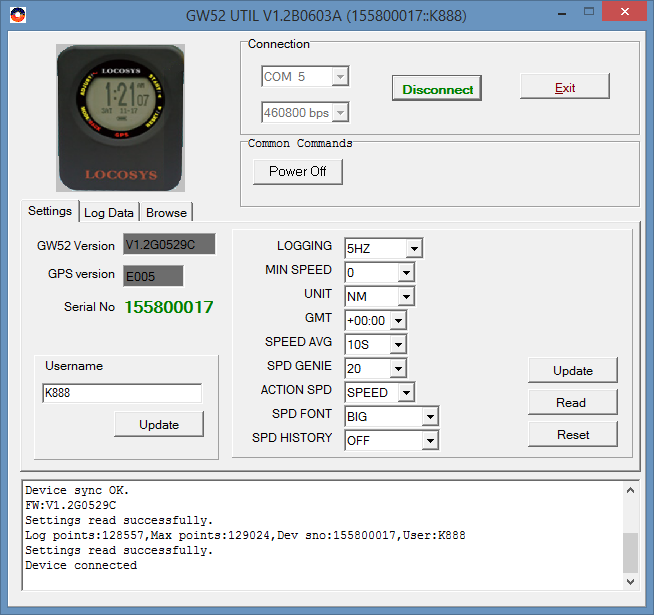 GW52 UTIL V1.2B0603A (155800017::K888)
LOCOSYS
1:21 07
GPS
LOCOSYS
Connection
COM 5
460800 bps
Disconnect
Exit
Common Commands
Power Off
Settings
Log Data
Browse
GW52 Version
V1.2G0529C
GPS version
E005
Serial No
155800017
Username
K888
Update
LOGGING
5HZ
MIN SPEED
0
UNIT
NM
GMT
+00:00
SPEED AVG
10S
SPD GENIE
20
ACTION SPD
SPEED
SPD FONT
BIG
SPD HISTORY
OFF
Update
Read
Reset
Device sync OK.
FW:V1.2G0529C
Settings read successfully.
Log points:128557,Max points:129024,Dev sno:155800017,User:K888
Settings read successfully.
Device connected